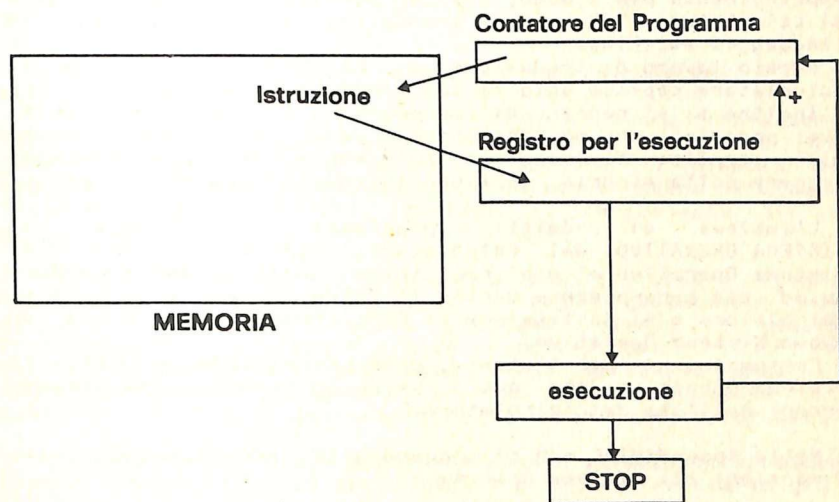 Contatore del Programma
Istruzione
+
Registro per l'esecuzione
MEMORIA
esecuzione
STOP